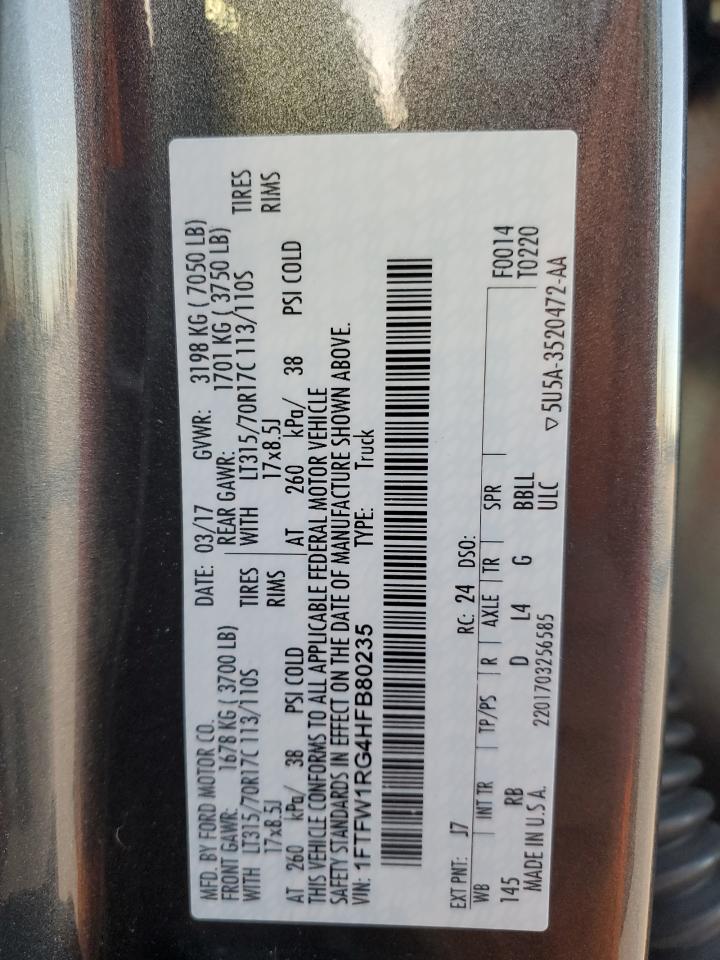 MFD. BY FORD MOTOR CO.
DATE: 03/17 GVWR: 3198 KG ( 7050 LB)
FRONT GAWR: 1678 KG ( 3700 LB) REAR GAWR: 1701 KG ( 3750 LB)
WITH LT315/70R17C 113/110S TIRES WITH LT315/70R17C 113/110S TIRES
17x8.5J RIMS 17x8.5J RIMS
AT 260 kPa/ 38 PSI COLD AT 260 kPa/ 38 PSI COLD
THIS VEHICLE CONFORMS TO ALL APPLICABLE FEDERAL MOTOR VEHICLE
SAFETY STANDARDS IN EFFECT ON THE DATE OF MANUFACTURE SHOWN ABOVE.
VIN: 1FTFW1RG4HFB80235 TYPE: Truck
EXT PNT: J7 RC: 24 DSO:
WB INT TR TP/PS R AXLE TR SPR F0014
145 RB D L4 G BBLL T0220
ULC
MADE IN U.S.A. 2201703256585 ▽5U5A-3520472-AA